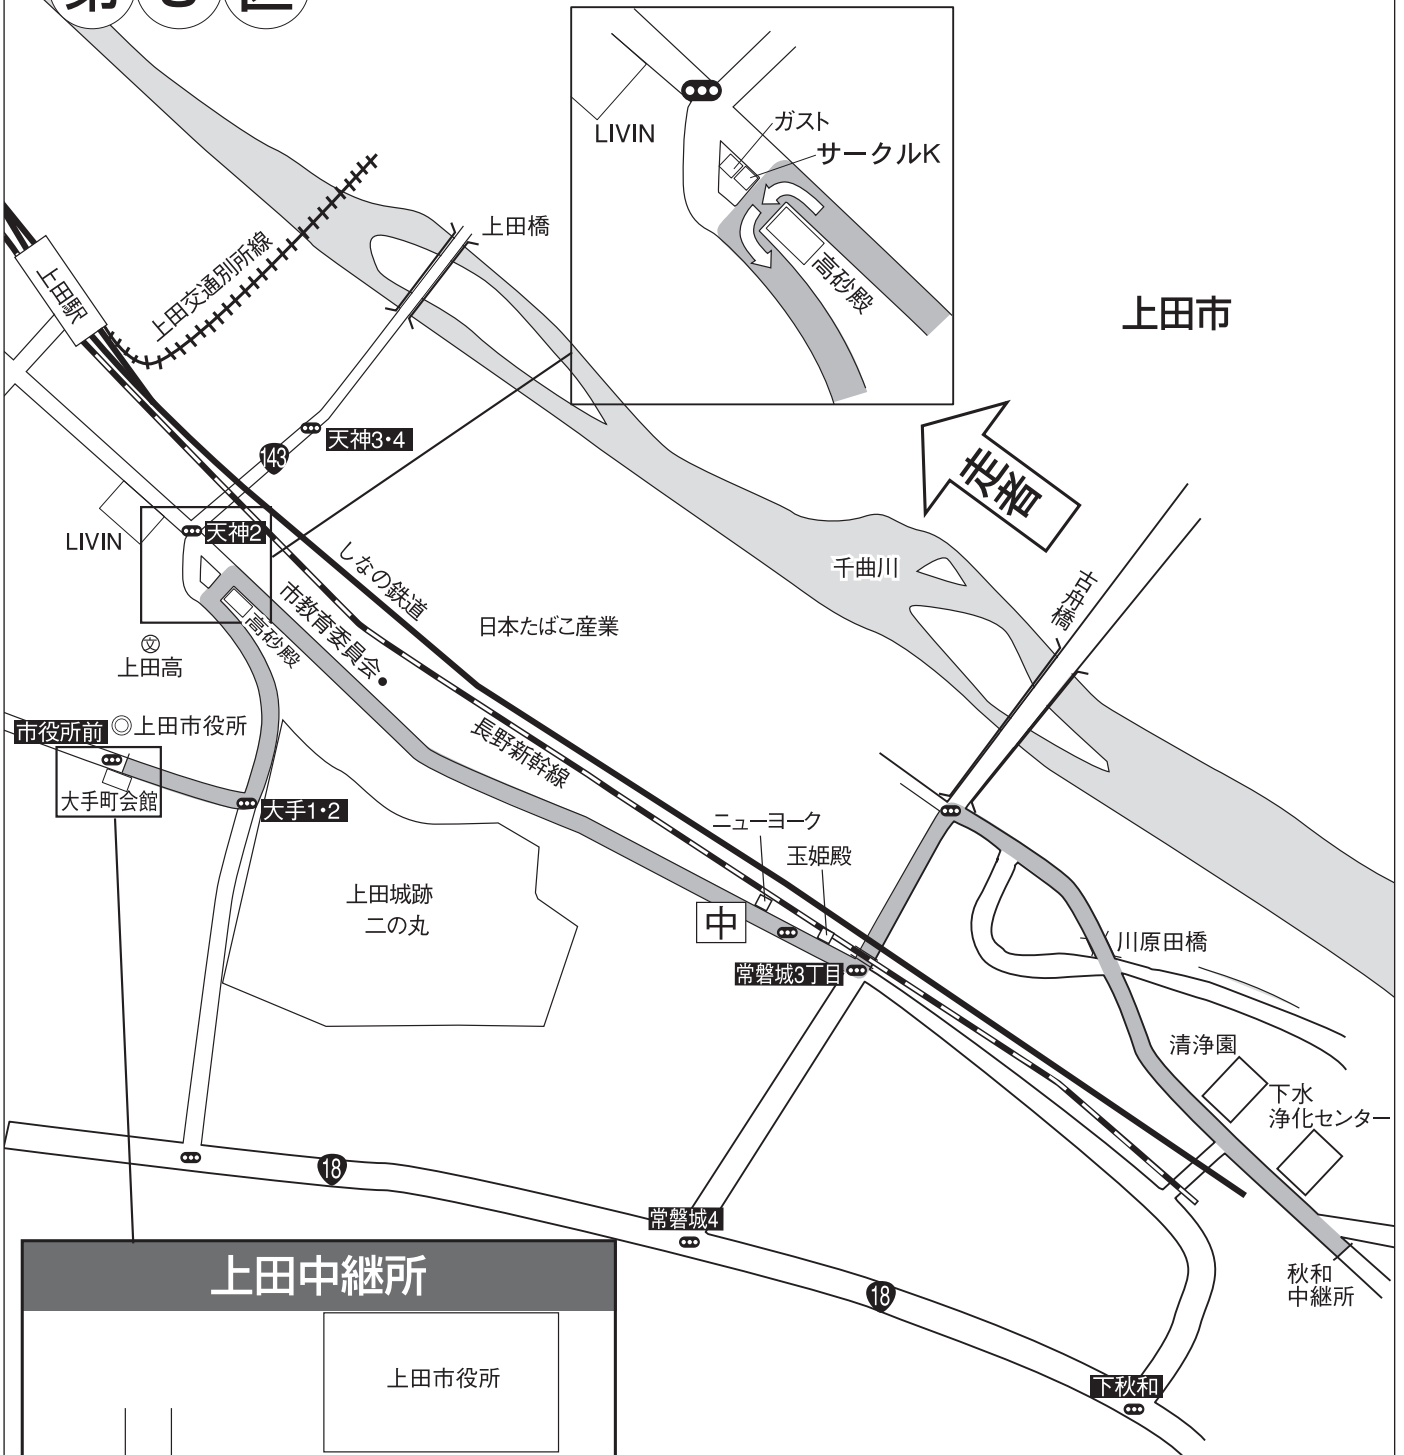 LIVIN
ガスト
サークルK
高砂殿
上田橋
上田駅
上田交通別所線
上田市
天神3・4
143
走者
LIVIN
天神2
しなの鉄道
千曲川
古舟橋
市教育委員会
日本たばこ産業
高砂殿
上田高
文
市役所前
上田市役所
長野新幹線
大手町会館
大手1・2
ニューヨーク
玉姫殿
上田城跡
二の丸
中
川原田橋
常磐城3丁目
清浄園
下水
浄化センター
18
常磐城4
上田中継所
秋和
中継所
18
上田市役所
下秋和